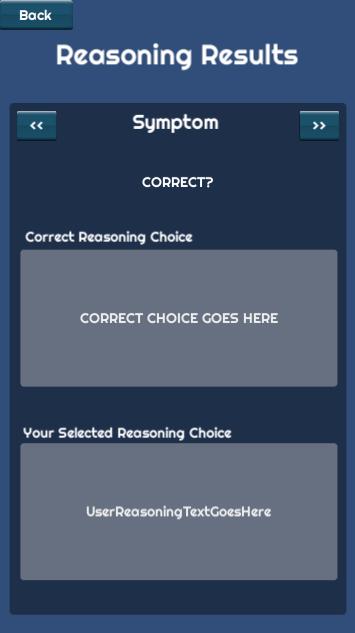 Back
Reasoning Results
<< Symptom >>
CORRECT?
Correct Reasoning Choice
CORRECT CHOICE GOES HERE
Your Selected Reasoning Choice
UserReasoningTextGoesHere